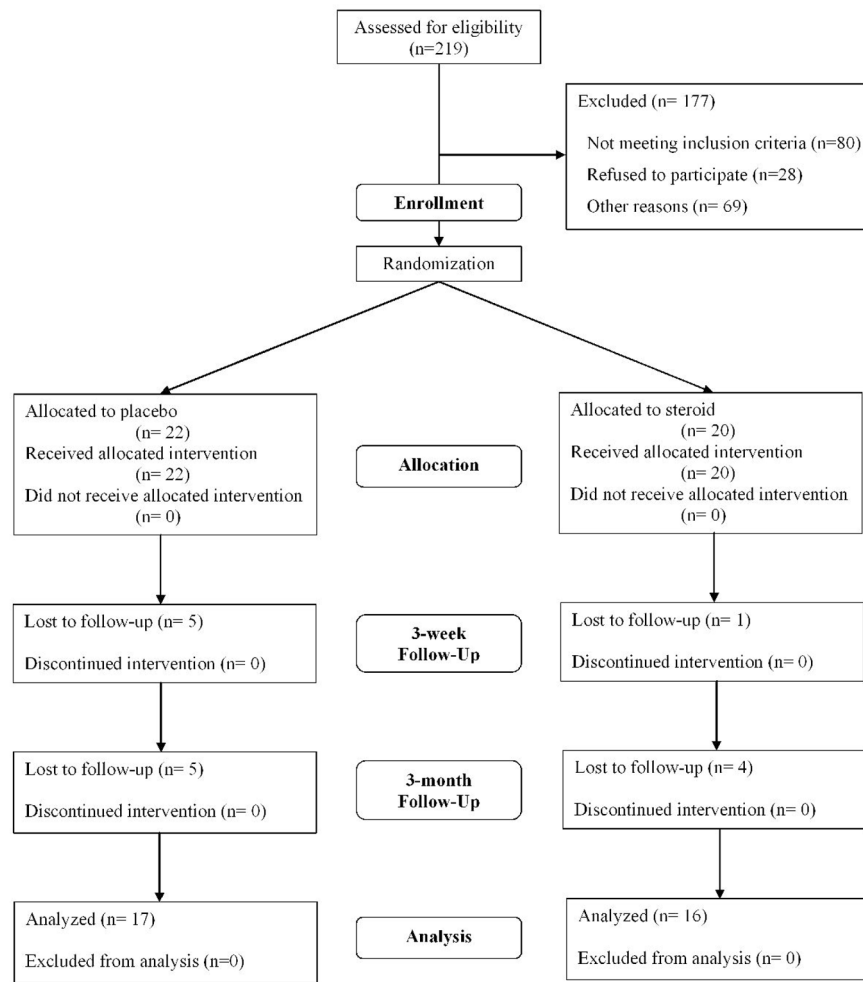 Assessed for eligibility
(n=219)
Excluded (n= 177)
Not meeting inclusion criteria (n=80)
Refused to participate (n=28)
Other reasons (n= 69)
Enrollment
Randomization
Allocated to placebo
(n= 22)
Received allocated intervention
(n= 22)
Did not receive allocated intervention
(n= 0)
Allocation
Allocated to steroid
(n= 20)
Received allocated intervention
(n= 20)
Did not receive allocated intervention
(n= 0)
Lost to follow-up (n= 5)
Discontinued intervention (n= 0)
3-week
Follow-Up
Lost to follow-up (n= 1)
Discontinued intervention (n= 0)
Lost to follow-up (n= 5)
Discontinued intervention (n= 0)
3-month
Follow-Up
Lost to follow-up (n= 4)
Discontinued intervention (n= 0)
Analyzed (n= 17)
Excluded from analysis (n=0)
Analysis
Analyzed (n= 16)
Excluded from analysis (n= 0)